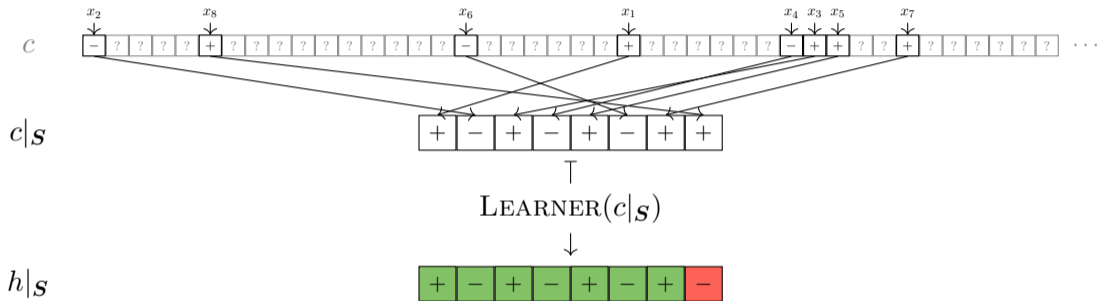 x₂ x₈ x₆ x₁ x₄ x₃ x₅ x₇
c − ? ? ? ? + ? ? ? ? ? ? ? ? ? ? − ? ? ? ? ? ? + ? ? ? ? ? ? − + + ? ? + ? ? ? ? ? ? ···
c|S + − + − + − + +
LEARNER(c|S)
h|S + − + − + − + −